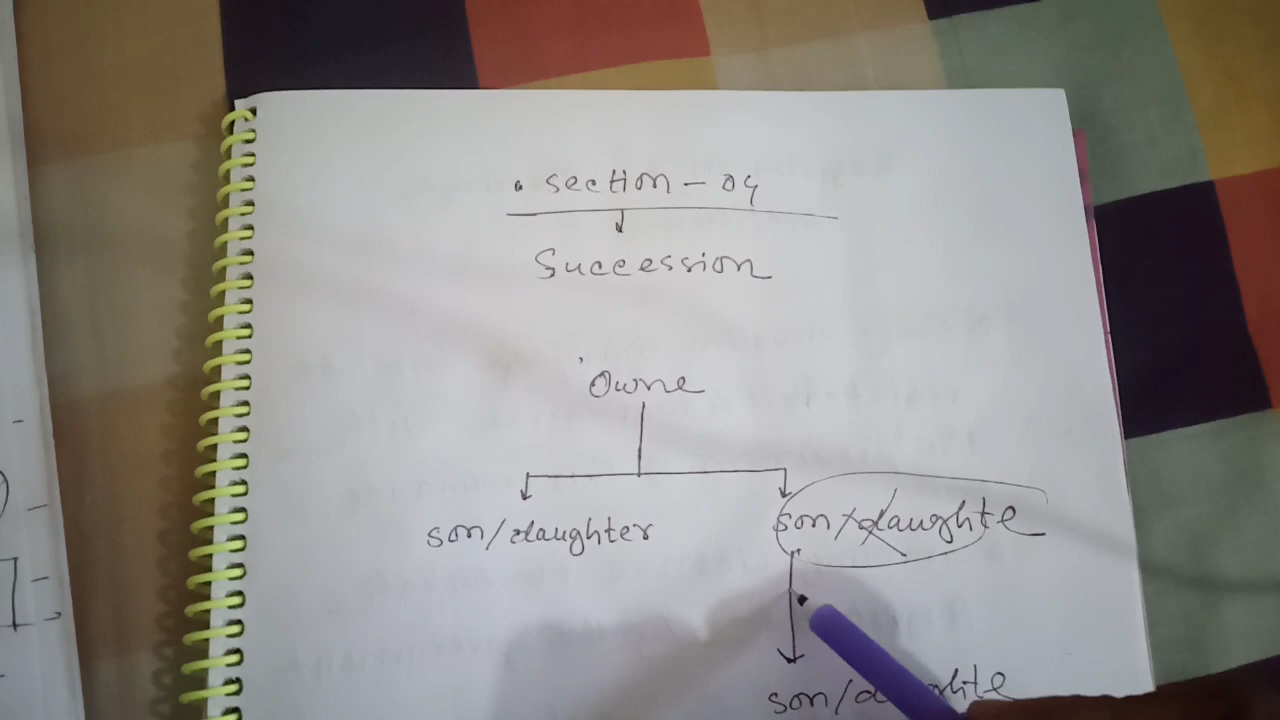 . section - 04
Succession
Owne
son/daughter son/daughte
son/